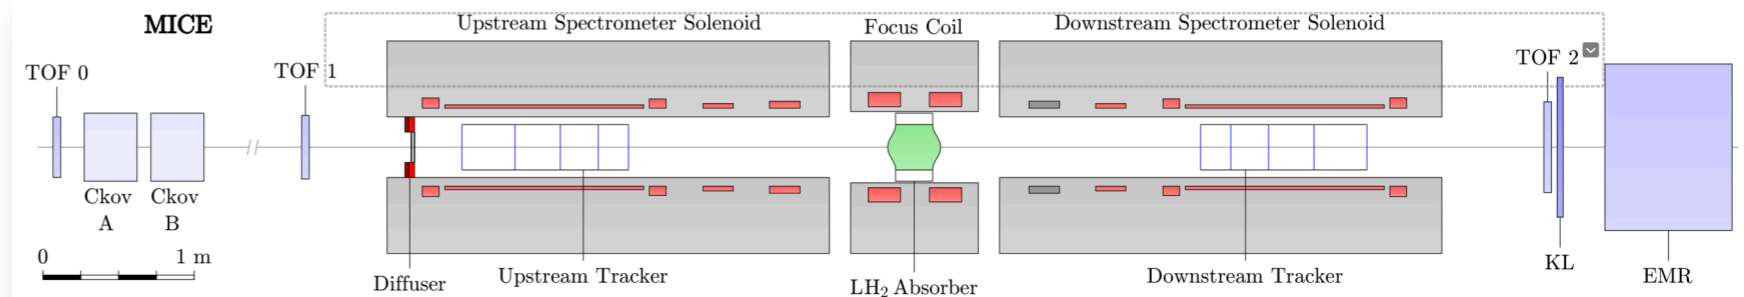 MICE
Upstream Spectrometer Solenoid
Focus Coil
Downstream Spectrometer Solenoid
TOF 0
TOF 1
TOF 2
Ckov
A
Ckov
B
0
1 m
Diffuser
Upstream Tracker
LH₂ Absorber
Downstream Tracker
KL
EMR